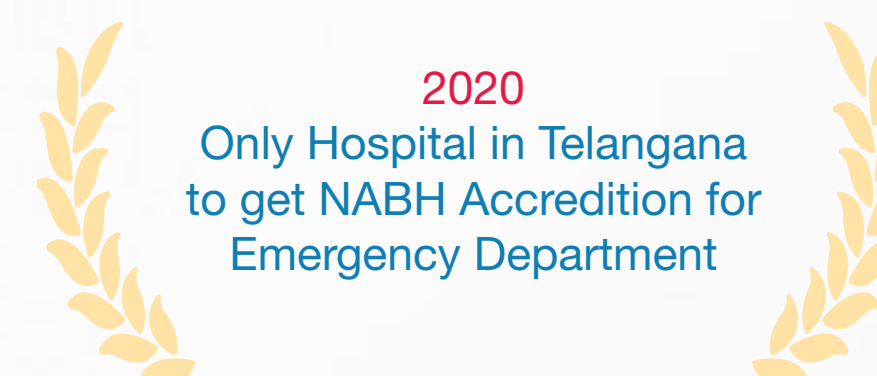 2020
Only Hospital in Telangana
to get NABH Accredition for
Emergency Department